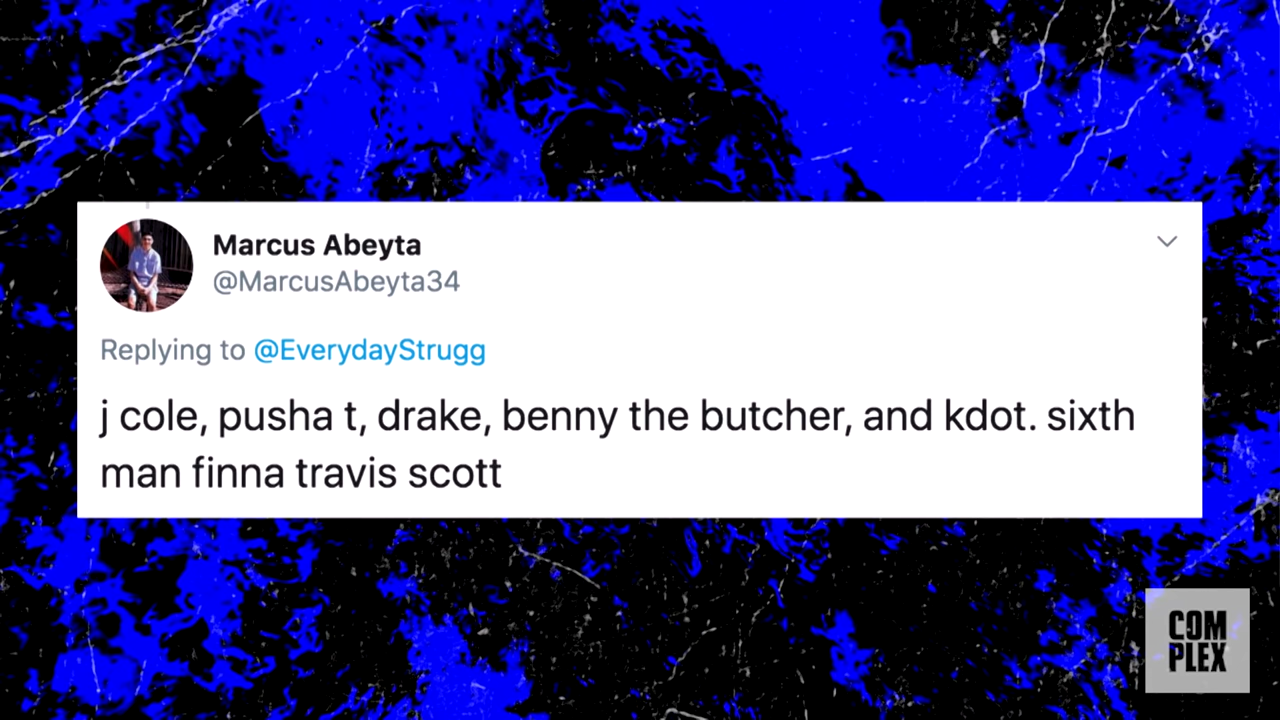 Marcus Abeyta
@MarcusAbeyta34
Replying to @EverydayStrugg
j cole, pusha t, drake, benny the butcher, and kdot. sixth
man finna travis scott
COM
PLEX